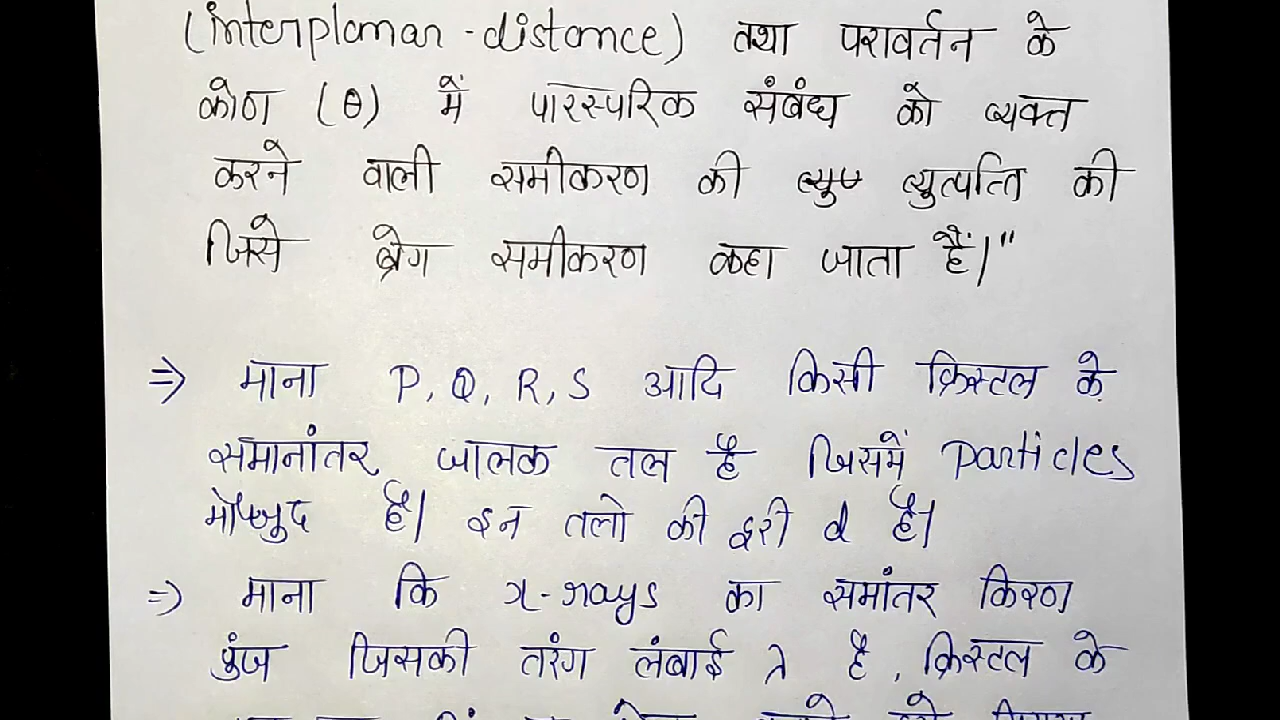 (interplanar - distance) तथा परावर्तन के
कोण (θ) में पारस्परिक संबंध को व्यक्त
करने वाली समीकरण की व्युण व्युत्पत्ति की
जिसे ब्रेग समीकरण कहा जाता हैं।"
⇒ माना P, Q, R, S आदि किसी क्रिस्टल के
समानांतर जालक तल है जिसमें Particles
मौजुद है। इन तलो की दूरी d है।
⇒ माना कि x-rays का समांतर किरण
पुंज जिसकी तरंग लंबाई λ है, क्रिस्टल के